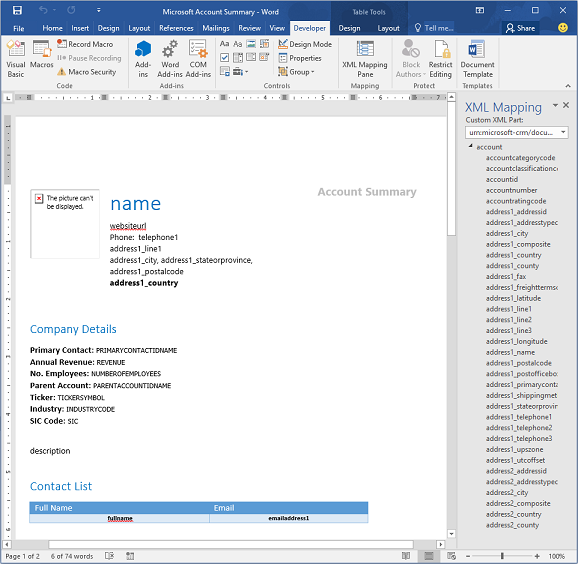 Microsoft Account Summary - Word
Table Tools
File Home Insert Design Layout References Mailings Review View Developer Design Layout Tell me... Share
Visual Basic
Macros
Record Macro
Pause Recording
Macro Security
Code
Add-ins
Word Add-ins
COM Add-ins
Add-ins
Aa Aa
Design Mode
Properties
Group
Controls
XML Mapping Pane
Mapping
Block Authors
Restrict Editing
Protect
Document Template
Templates
The picture can't be displayed.
Account Summary
name
websiteurl
Phone: telephone1
address1_line1
address1_city, address1_stateorprovince,
address1_postalcode
address1_country
Company Details
Primary Contact: PRIMARYCONTACTIDNAME
Annual Revenue: REVENUE
No. Employees: NUMBEROFEMPLOYEES
Parent Account: PARENTACCOUNTIDNAME
Ticker: TICKERSYMBOL
Industry: INDUSTRYCODE
SIC Code: SIC
description
Contact List
Full Name Email
fullname emailaddress1
XML Mapping
Custom XML Part:
urn:microsoft-crm/docu...
account
accountcategorycode
accountclassificationc
accountid
accountnumber
accountratingcode
address1_addressid
address1_addresstypec
address1_city
address1_composite
address1_country
address1_county
address1_fax
address1_freighttermsc
address1_latitude
address1_line1
address1_line2
address1_line3
address1_longitude
address1_name
address1_postalcode
address1_postofficebo
address1_primaryconta
address1_shippingmet
address1_stateorprovin
address1_telephone1
address1_telephone2
address1_telephone3
address1_upszone
address1_utcoffset
address2_addressid
address2_addresstypec
address2_city
address2_composite
address2_country
address2_county
Page 1 of 2 6 of 74 words 100%